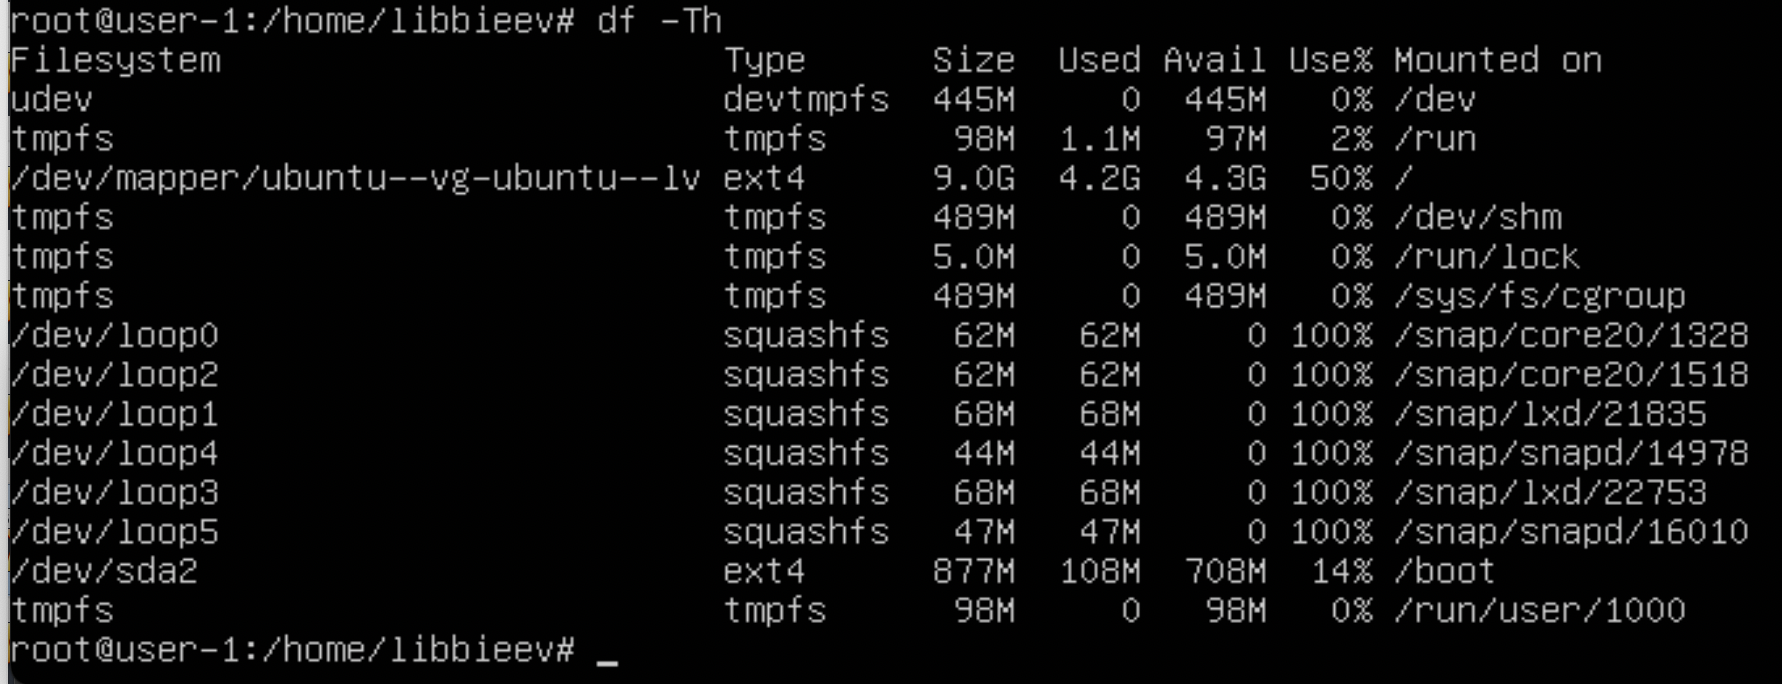 root@user-1:/home/libbieev# df -Th
Filesystem Type Size Used Avail Use% Mounted on
udev devtmpfs 445M 0 445M 0% /dev
tmpfs tmpfs 98M 1.1M 97M 2% /run
/dev/mapper/ubuntu--vg-ubuntu--lv ext4 9.0G 4.2G 4.3G 50% /
tmpfs tmpfs 489M 0 489M 0% /dev/shm
tmpfs tmpfs 5.0M 0 5.0M 0% /run/lock
tmpfs tmpfs 489M 0 489M 0% /sys/fs/cgroup
/dev/loop0 squashfs 62M 62M 0 100% /snap/core20/1328
/dev/loop2 squashfs 62M 62M 0 100% /snap/core20/1518
/dev/loop1 squashfs 68M 68M 0 100% /snap/lxd/21835
/dev/loop4 squashfs 44M 44M 0 100% /snap/snapd/14978
/dev/loop3 squashfs 68M 68M 0 100% /snap/lxd/22753
/dev/loop5 squashfs 47M 47M 0 100% /snap/snapd/16010
/dev/sda2 ext4 877M 108M 708M 14% /boot
tmpfs tmpfs 98M 0 98M 0% /run/user/1000
root@user-1:/home/libbieev# _